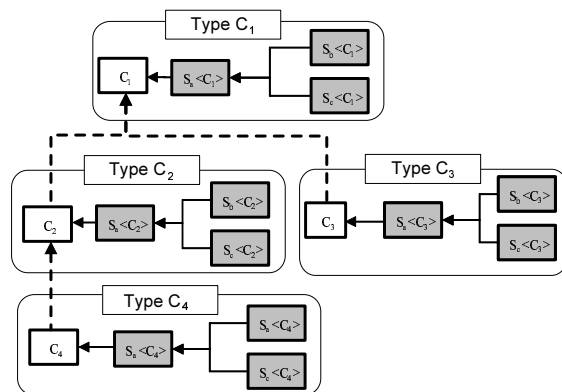 Type C₁
C₁
Sₐ<C₁>
S_b<C₁>
S_c<C₁>
Type C₂
C₂
Sₐ<C₂>
S_b<C₂>
S_c<C₂>
Type C₃
C₃
Sₐ<C₃>
S_b<C₃>
S_c<C₃>
Type C₄
C₄
Sₐ<C₄>
Sₐ<C₄>
S_c<C₄>